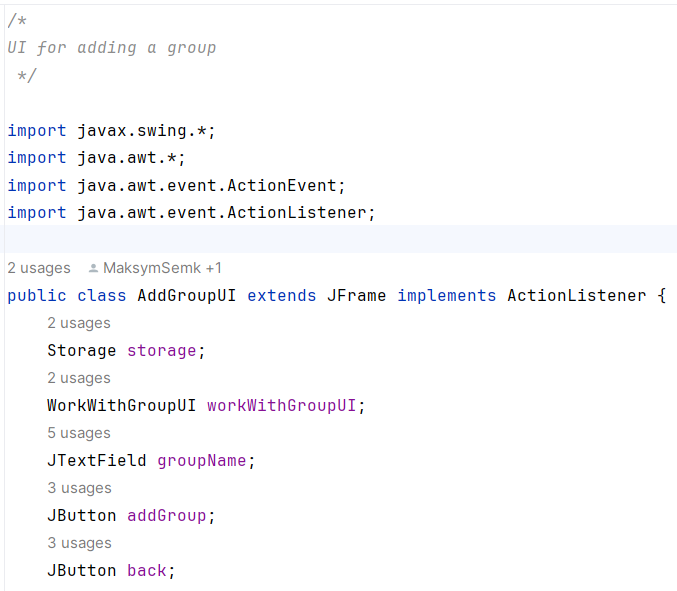 /*
UI for adding a group
*/
import javax.swing.*;
import java.awt.*;
import java.awt.event.ActionEvent;
import java.awt.event.ActionListener;
2 usages MaksymSemk +1
public class AddGroupUI extends JFrame implements ActionListener {
2 usages
Storage storage;
2 usages
WorkWithGroupUI workWithGroupUI;
5 usages
JTextField groupName;
3 usages
JButton addGroup;
3 usages
JButton back;